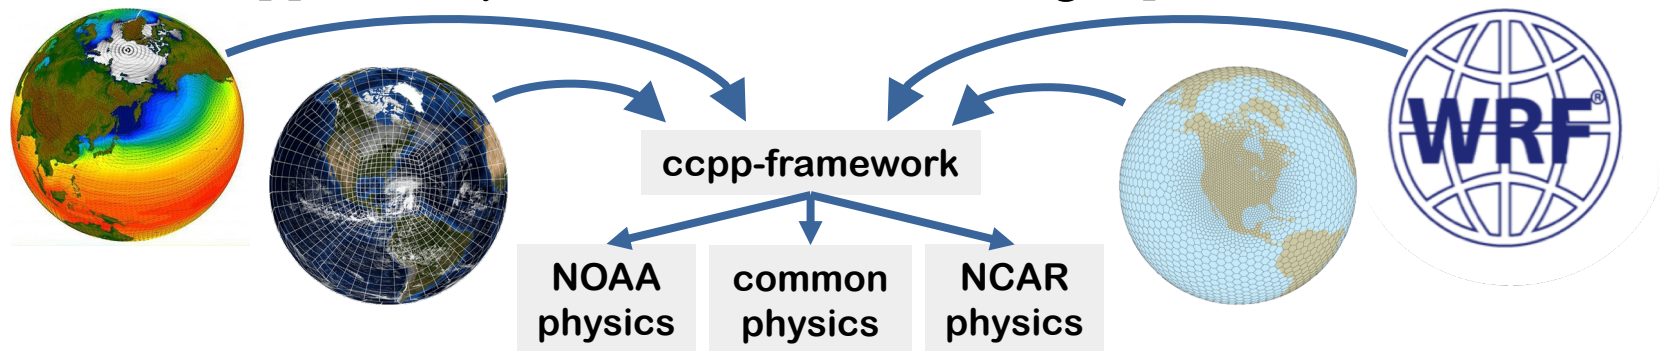 WRF®
ccpp-framework
NOAA
physics
common
physics
NCAR
physics